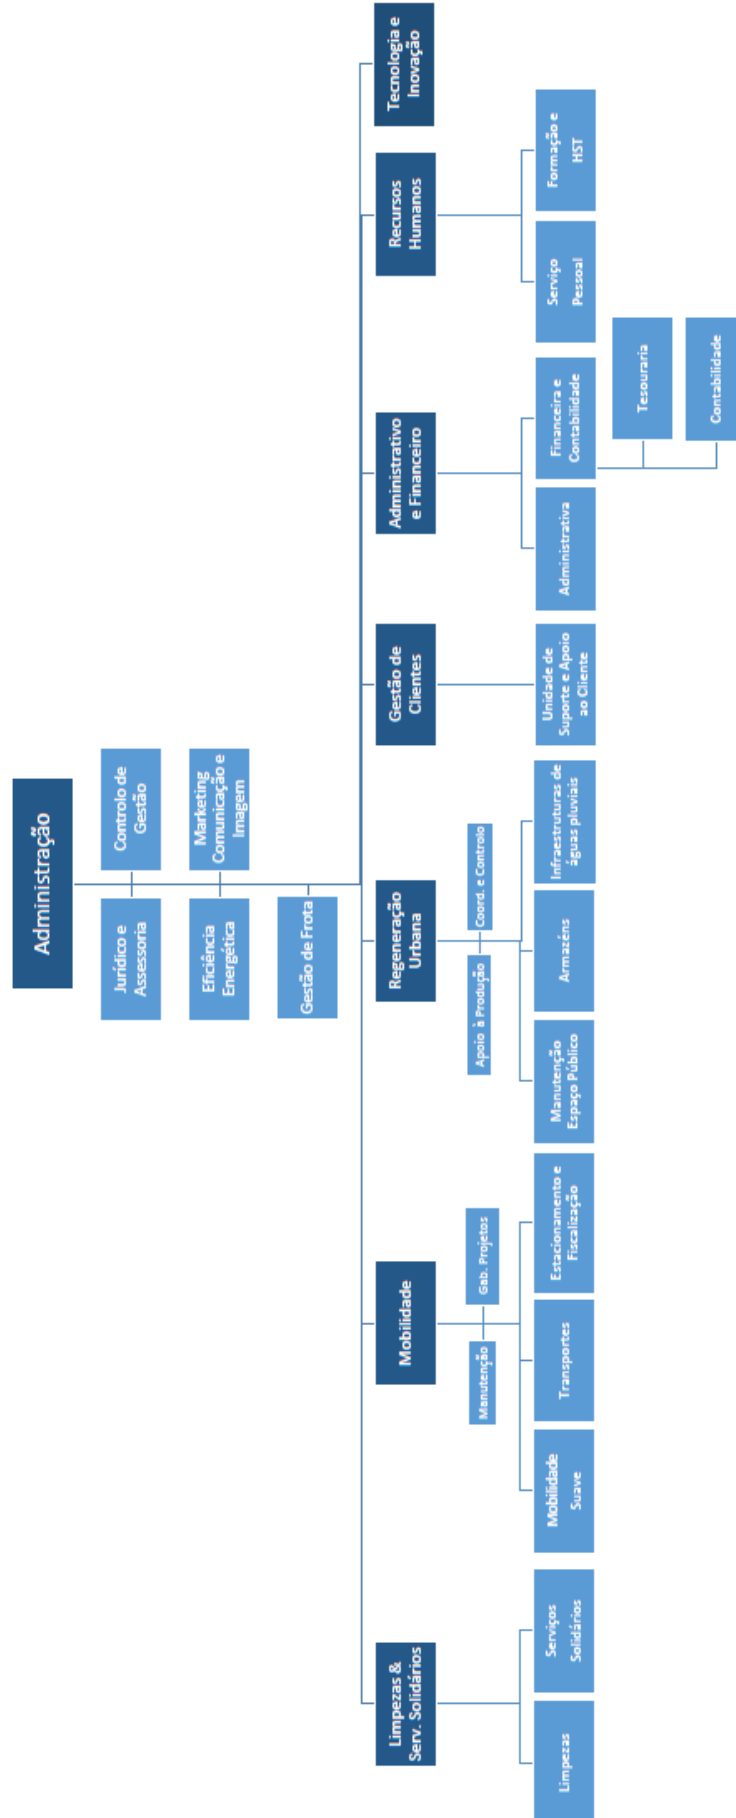 Administração
Jurídico e
Assessoria
Controlo de
Gestão
Eficiência
Energética
Marketing
Comunicação e
Imagem
Gestão de Frota
Limpezas &
Serv. Solidários
Mobilidade
Regeneração
Urbana
Gestão de
Clientes
Administrativo
e Financeiro
Recursos
Humanos
Tecnologia e
Inovação
Manutenção
Gab. Projetos
Apoio à Produção
Coord. e Controlo
Limpezas
Serviços
Solidários
Mobilidade
Suave
Transportes
Estacionamento e
Fiscalização
Manutenção
Espaço Público
Armazéns
Infraestruturas de
águas pluviais
Unidade de
Suporte e Apoio
ao Cliente
Administrativa
Financeira e
Contabilidade
Serviço
Pessoal
Formação e
HST
Tesouraria
Contabilidade